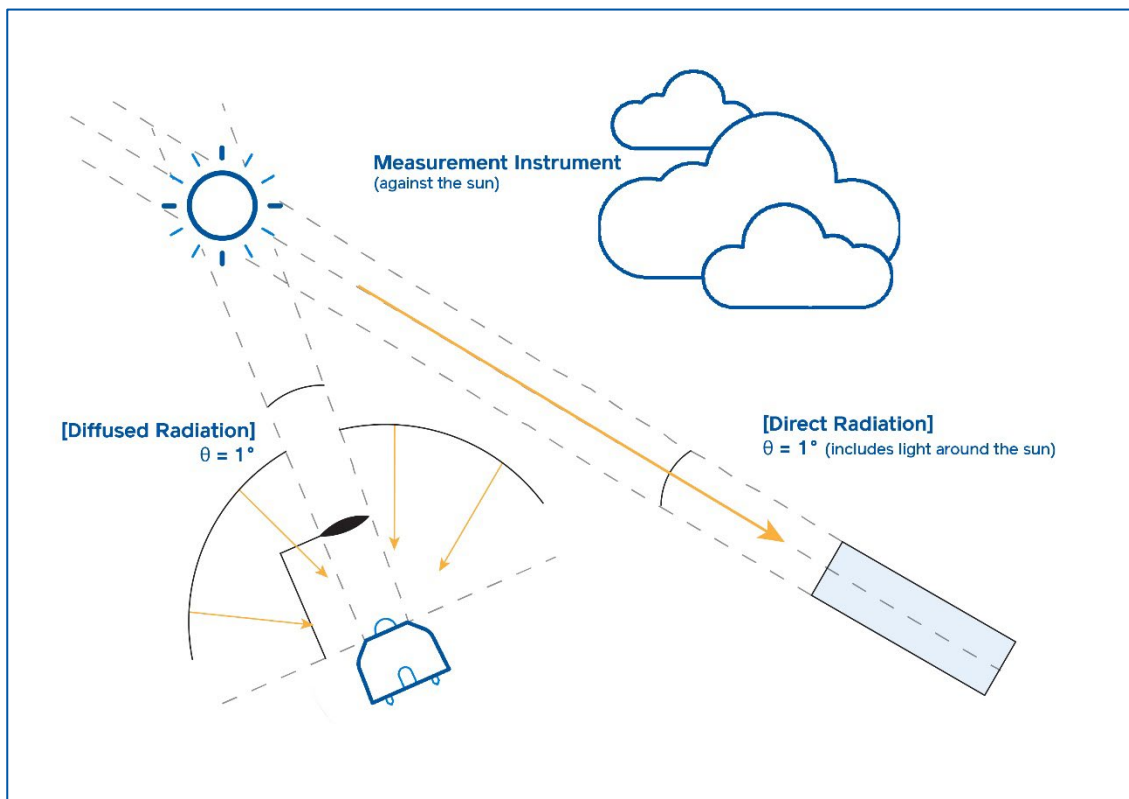 Measurement Instrument
(against the sun)
[Diffused Radiation]
θ = 1°
[Direct Radiation]
θ = 1° (includes light around the sun)